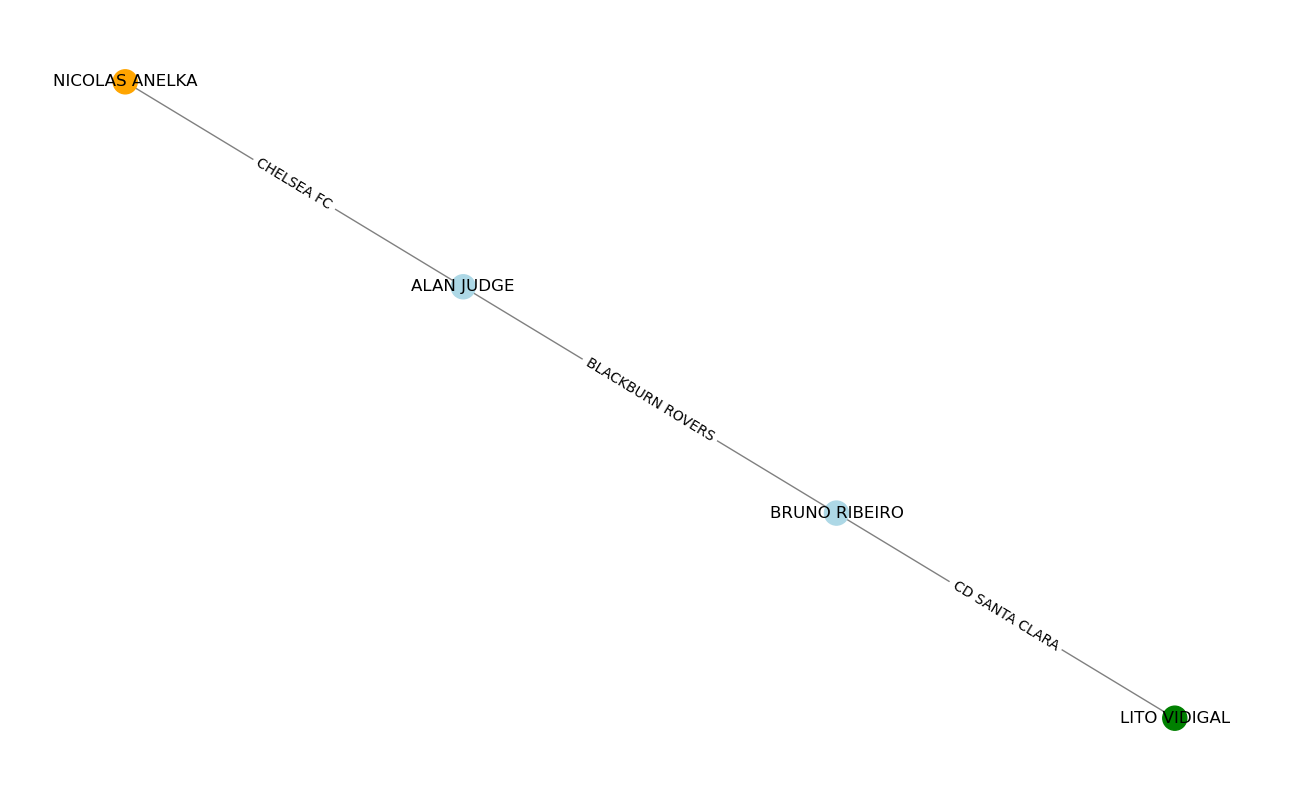 NICOLAS ANELKA
CHELSEA FC
ALAN JUDGE
BLACKBURN ROVERS
BRUNO RIBEIRO
CD SANTA CLARA
LITO VIDIGAL